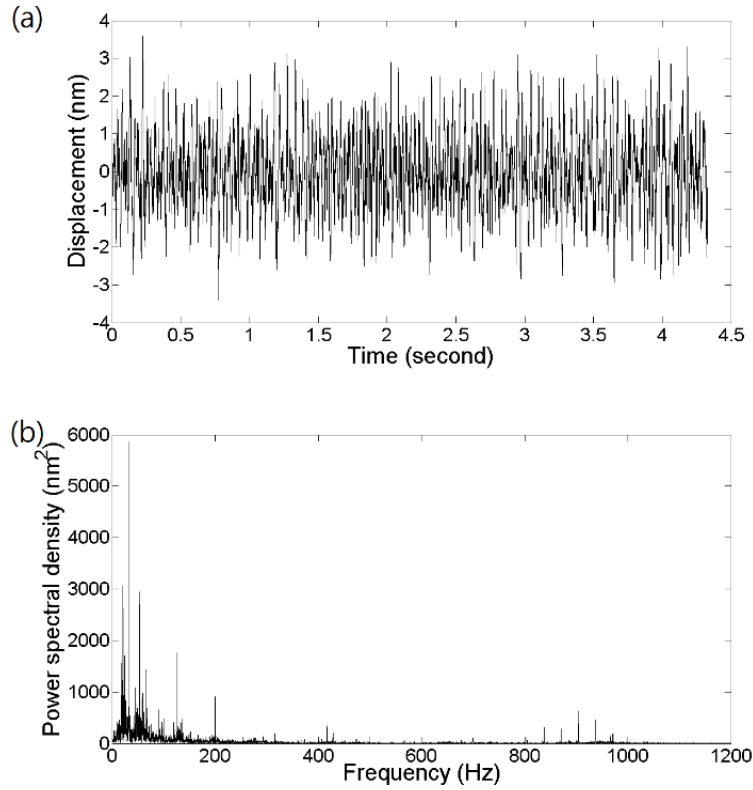 (a)
Displacement (nm)
4
3
2
1
0
-1
-2
-3
-4
0 0.5 1 1.5 2 2.5 3 3.5 4 4.5
Time (second)
(b)
Power spectral density (nm²)
6000
5000
4000
3000
2000
1000
0
0 200 400 600 800 1000 1200
Frequency (Hz)